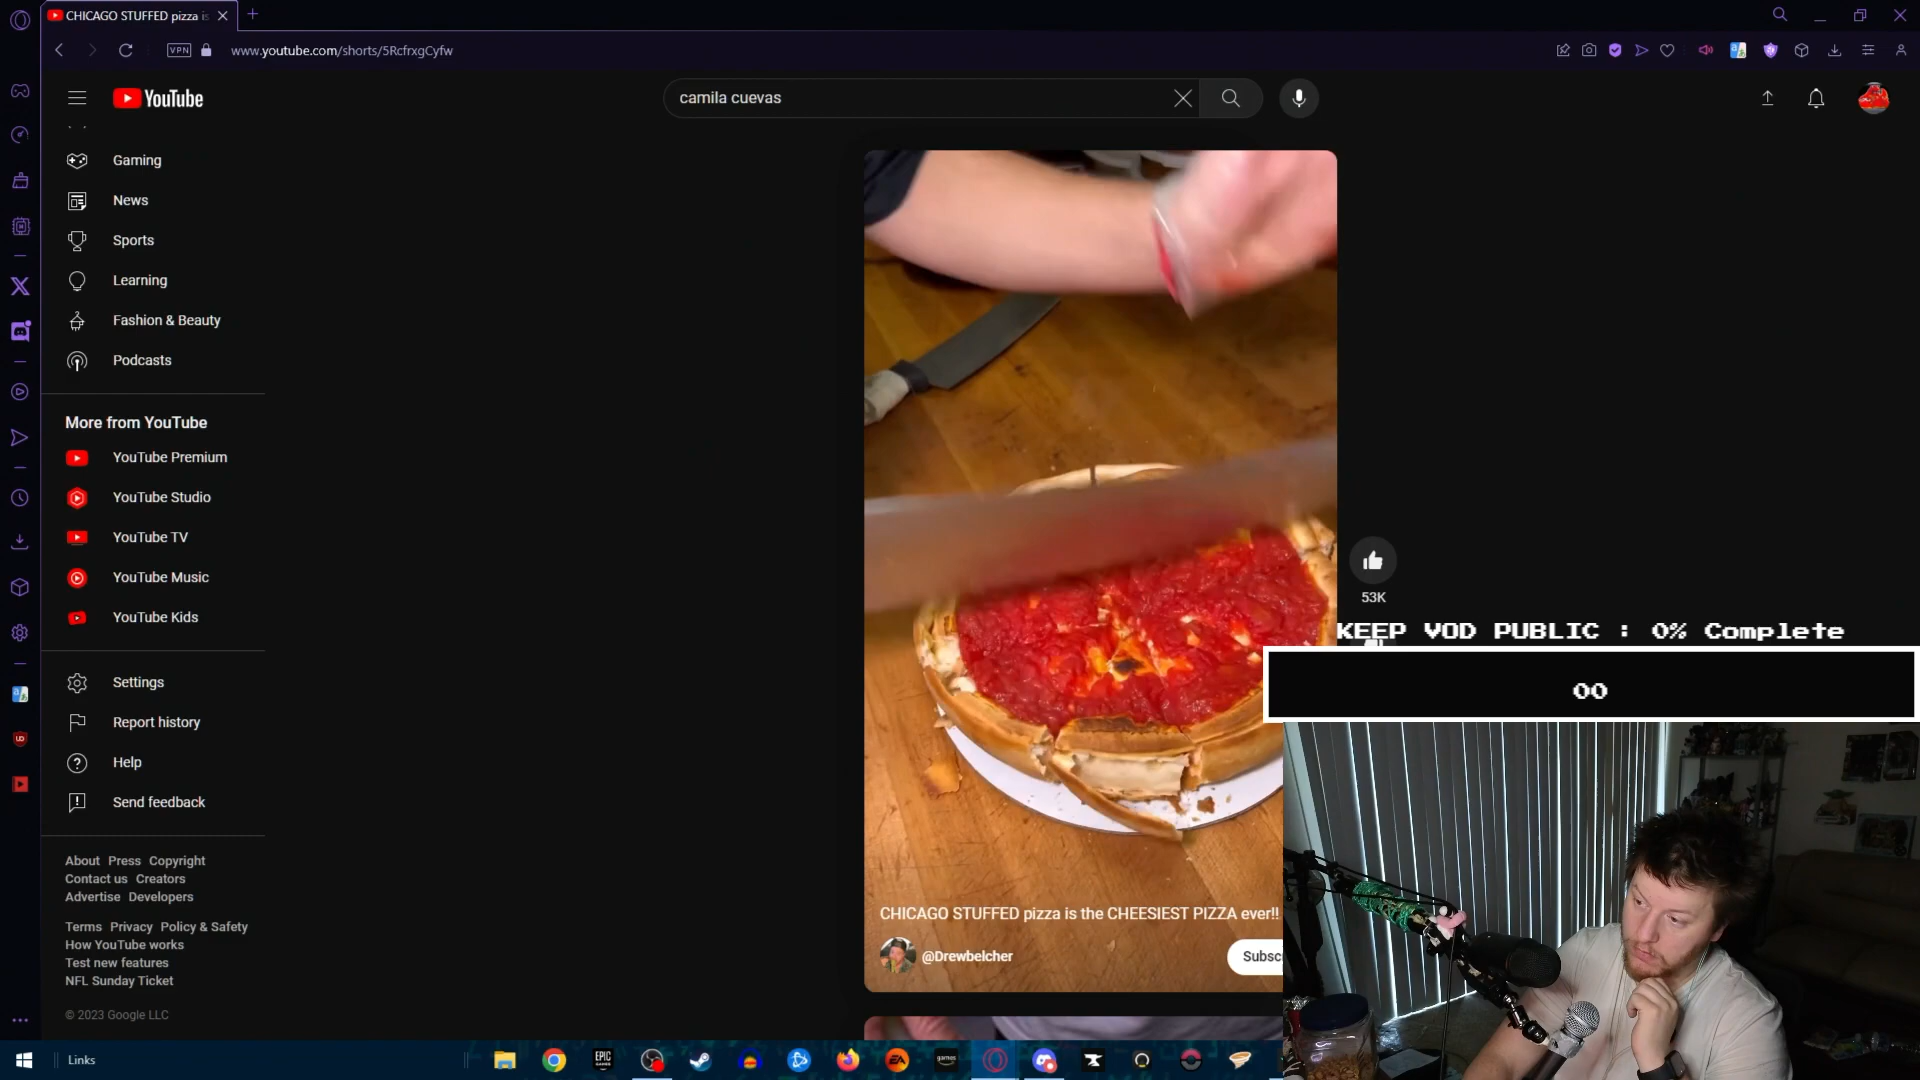 CHICAGO STUFFED pizza is
VPN
www.youtube.com/shorts/5RcfrxgCyfw
YouTube
camila cuevas
Gaming
News
Sports
Learning
Fashion & Beauty
Podcasts
More from YouTube
YouTube Premium
YouTube Studio
YouTube TV
YouTube Music
YouTube Kids
Settings
Report history
Help
Send feedback
About Press Copyright
Contact us Creators
Advertise Developers
Terms Privacy Policy & Safety
How YouTube works
Test new features
NFL Sunday Ticket
© 2023 Google LLC
53K
KEEP VOD PUBLIC : 0% Complete
00
CHICAGO STUFFED pizza is the CHEESIEST PIZZA ever!!
@Drewbelcher
Subsc
Links
EPIC
EA
games